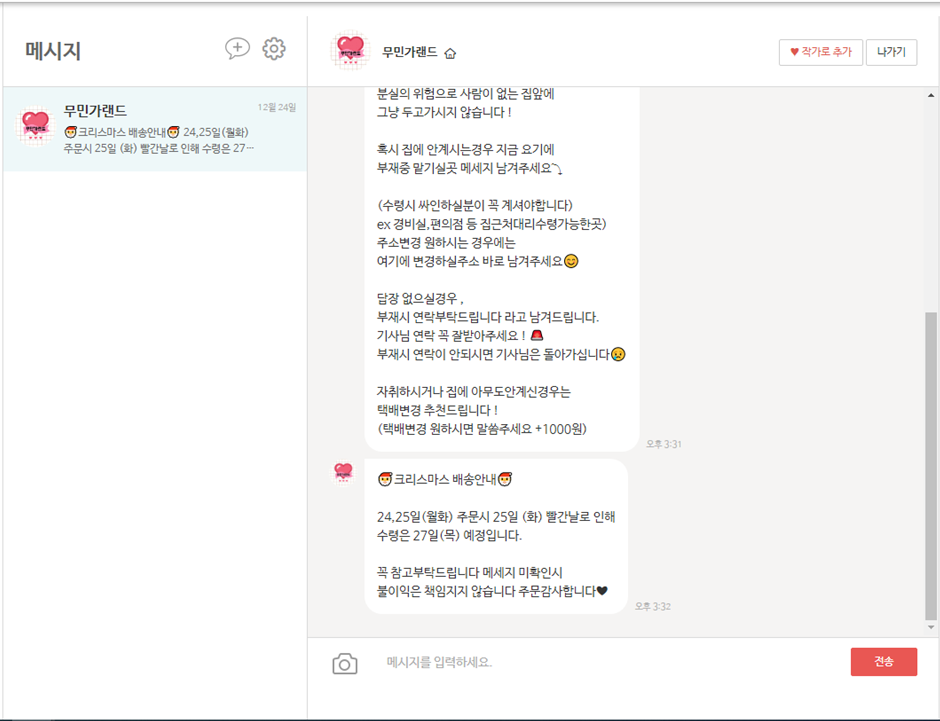 메시지
무민가랜드
12월 24일
🎅크리스마스 배송안내🎅 24,25일(월화)
주문시 25일 (화) 빨간날로 인해 수령은 27…
무민가랜드
♥ 작가로 추가
나가기
분실의 위험으로 사람이 없는 집앞에
그냥 두고가시지 않습니다 !
혹시 집에 안계시는경우 지금 요기에
부재중 맡기실곳 메세지 남겨주세요⤵
(수령시 싸인하실분이 꼭 계셔야합니다)
ex 경비실,편의점 등 집근처대리수령가능한곳)
주소변경 원하시는 경우에는
여기에 변경하실주소 바로 남겨주세요😊
답장 없으실경우 ,
부재시 연락부탁드립니다 라고 남겨드립니다.
기사님 연락 꼭 잘받아주세요 ! 🚨
부재시 연락이 안되시면 기사님은 돌아가십니다😢
자취하시거나 집에 아무도안계신경우는
택배변경 추천드립니다 !
(택배변경 원하시면 말씀주세요 +1000원)
오후 3:31
🎅크리스마스 배송안내🎅
24,25일(월화) 주문시 25일 (화) 빨간날로 인해
수령은 27일(목) 예정입니다.
꼭 참고부탁드립니다 메세지 미확인시
불이익은 책임지지 않습니다 주문감사합니다♥
오후 3:32
메시지를 입력하세요.
전송